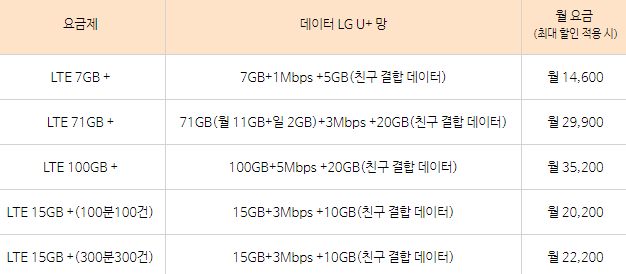 요금제 데이터 LG U+ 망 월 요금
(최대 할인 적용 시)
LTE 7GB + 7GB+1Mbps +5GB(친구 결합 데이터) 월 14,600
LTE 71GB + 71GB(월 11GB+일 2GB)+3Mbps +20GB(친구 결합 데이터) 월 29,900
LTE 100GB + 100GB+5Mbps +20GB(친구 결합 데이터) 월 35,200
LTE 15GB +(100분100건) 15GB+3Mbps +10GB(친구 결합 데이터) 월 20,200
LTE 15GB +(300분300건) 15GB+3Mbps +10GB(친구 결합 데이터) 월 22,200